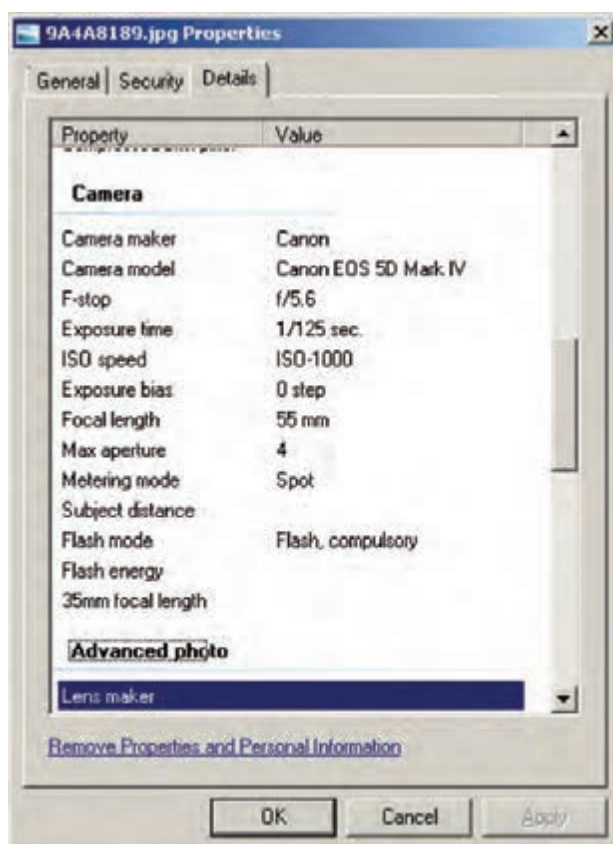 9A4A8189.jpg Properties
General Security Details
Property Value
Camera
Camera maker Canon
Camera model Canon EOS 5D Mark IV
F-stop f/5.6
Exposure time 1/125 sec.
ISO speed ISO-1000
Exposure bias 0 step
Focal length 55 mm
Max aperture 4
Metering mode Spot
Subject distance
Flash mode Flash, compulsory
Flash energy
35mm focal length
Advanced photo
Lens maker
Remove Properties and Personal Information
OK Cancel Apply